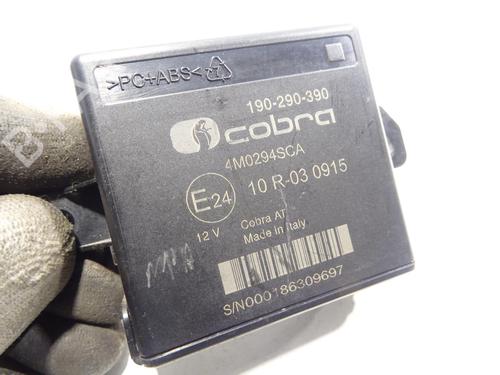 >PC+ABS<
190-290-390
cobra
4M0294SCA
E24
10 R-03 0915
12 V
Cobra AT
Made in Italy
S/N000186309697